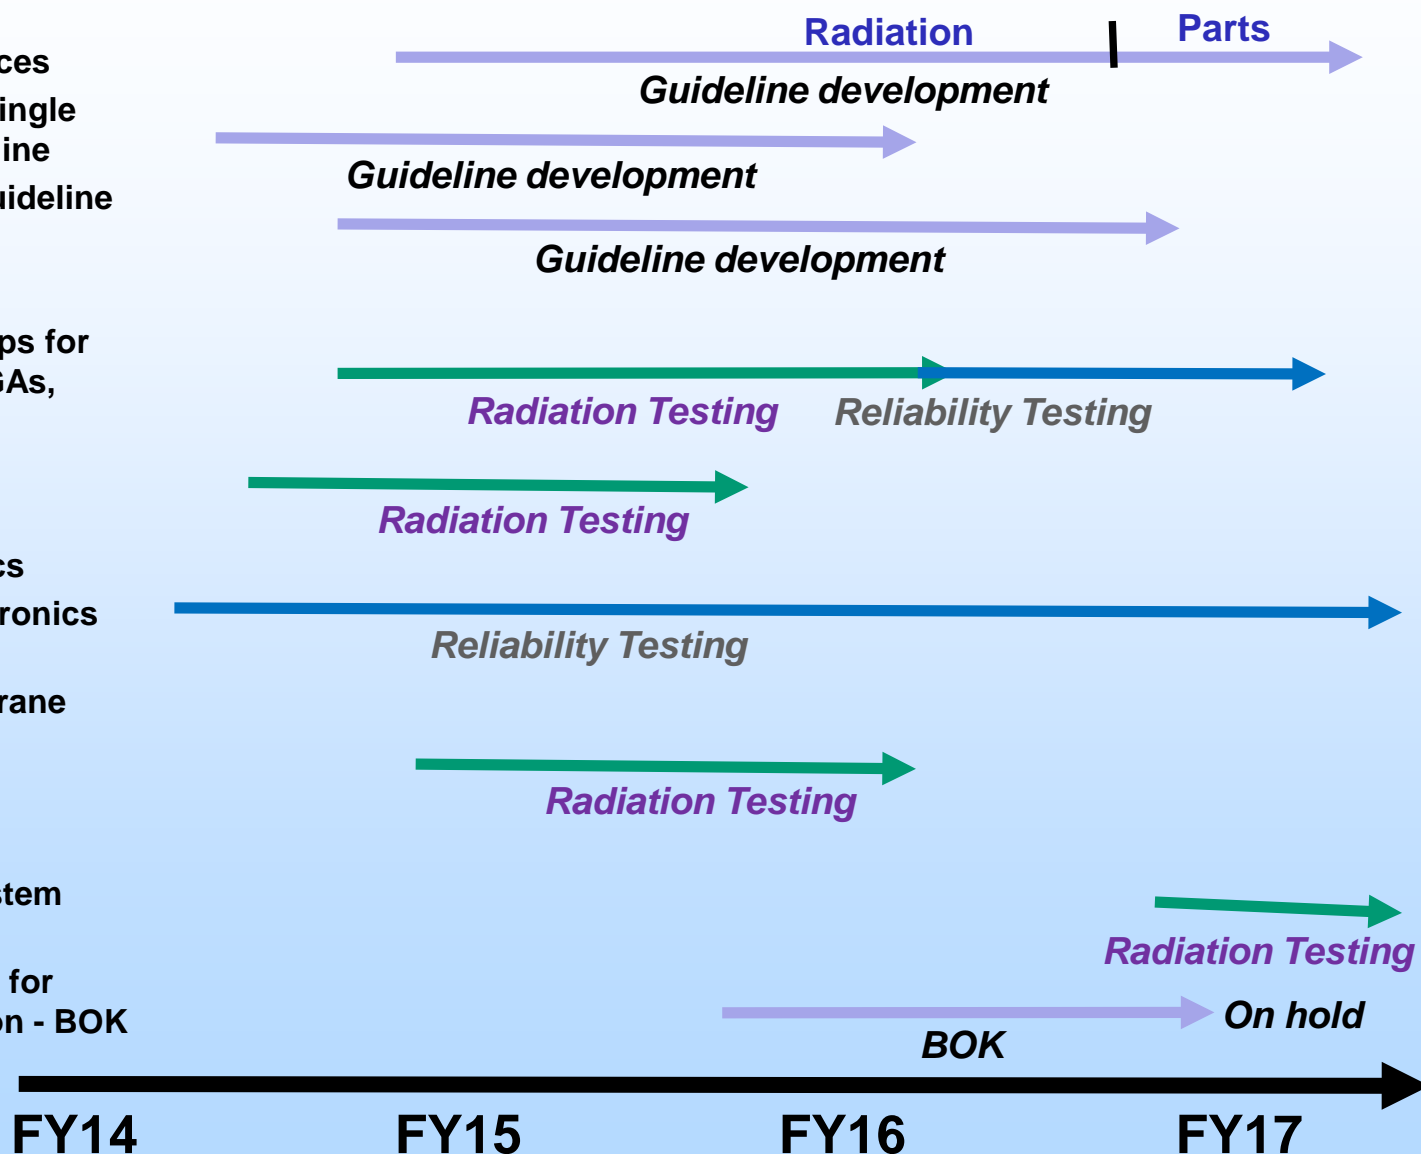 Radiation
Parts
ces
Guideline development
ingle
ine
Guideline development
uideline
Guideline development
ps for
GAs,
Radiation Testing
Reliability Testing
Radiation Testing
cs
ronics
Reliability Testing
rane
Radiation Testing
stem
Radiation Testing
for
on - BOK
On hold
BOK
FY14
FY15
FY16
FY17